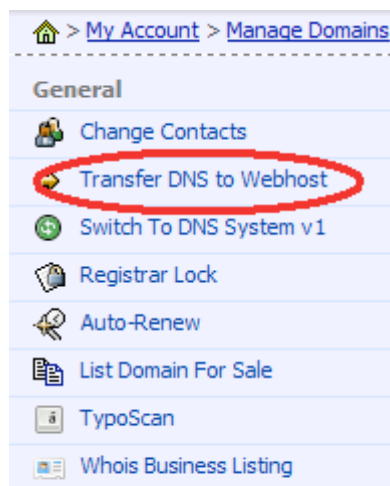 > My Account > Manage Domains
General
Change Contacts
Transfer DNS to Webhost
Switch To DNS System v1
Registrar Lock
Auto-Renew
List Domain For Sale
TypoScan
Whois Business Listing